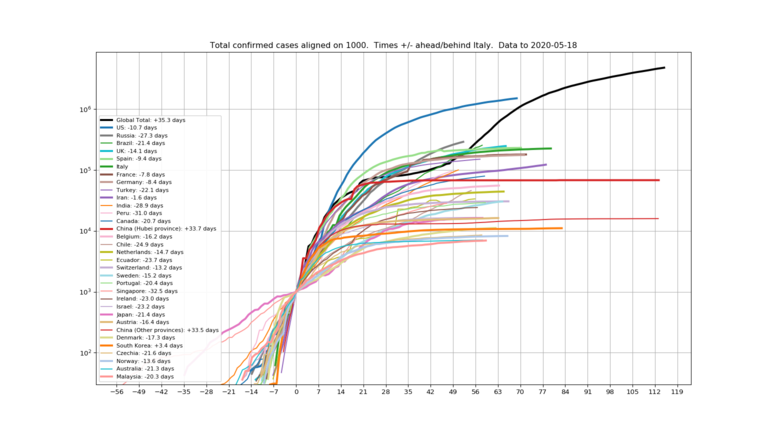 Total confirmed cases aligned on 1000. Times +/- ahead/behind Italy. Data to 2020-05-18
10⁶
10⁵
10⁴
10³
10²
Global Total: +35.3 days
US: -10.7 days
Russia: -27.3 days
Brazil: -21.4 days
UK: -14.1 days
Spain: -9.4 days
Italy
France: -7.8 days
Germany: -8.4 days
Turkey: -22.1 days
Iran: -1.6 days
India: -28.9 days
Peru: -31.0 days
Canada: -20.7 days
China (Hubei province): +33.7 days
Belgium: -16.2 days
Chile: -24.9 days
Netherlands: -14.7 days
Ecuador: -23.7 days
Switzerland: -13.2 days
Sweden: -15.2 days
Portugal: -20.4 days
Singapore: -32.5 days
Ireland: -23.0 days
Israel: -23.2 days
Japan: -21.4 days
Austria: -16.4 days
China (Other provinces): +33.5 days
Denmark: -17.3 days
South Korea: +3.4 days
Czechia: -21.6 days
Norway: -13.6 days
Australia: -21.3 days
Malaysia: -20.3 days
−56 −49 −42 −35 −28 −21 −14 −7 0 7 14 21 28 35 42 49 56 63 70 77 84 91 98 105 112 119